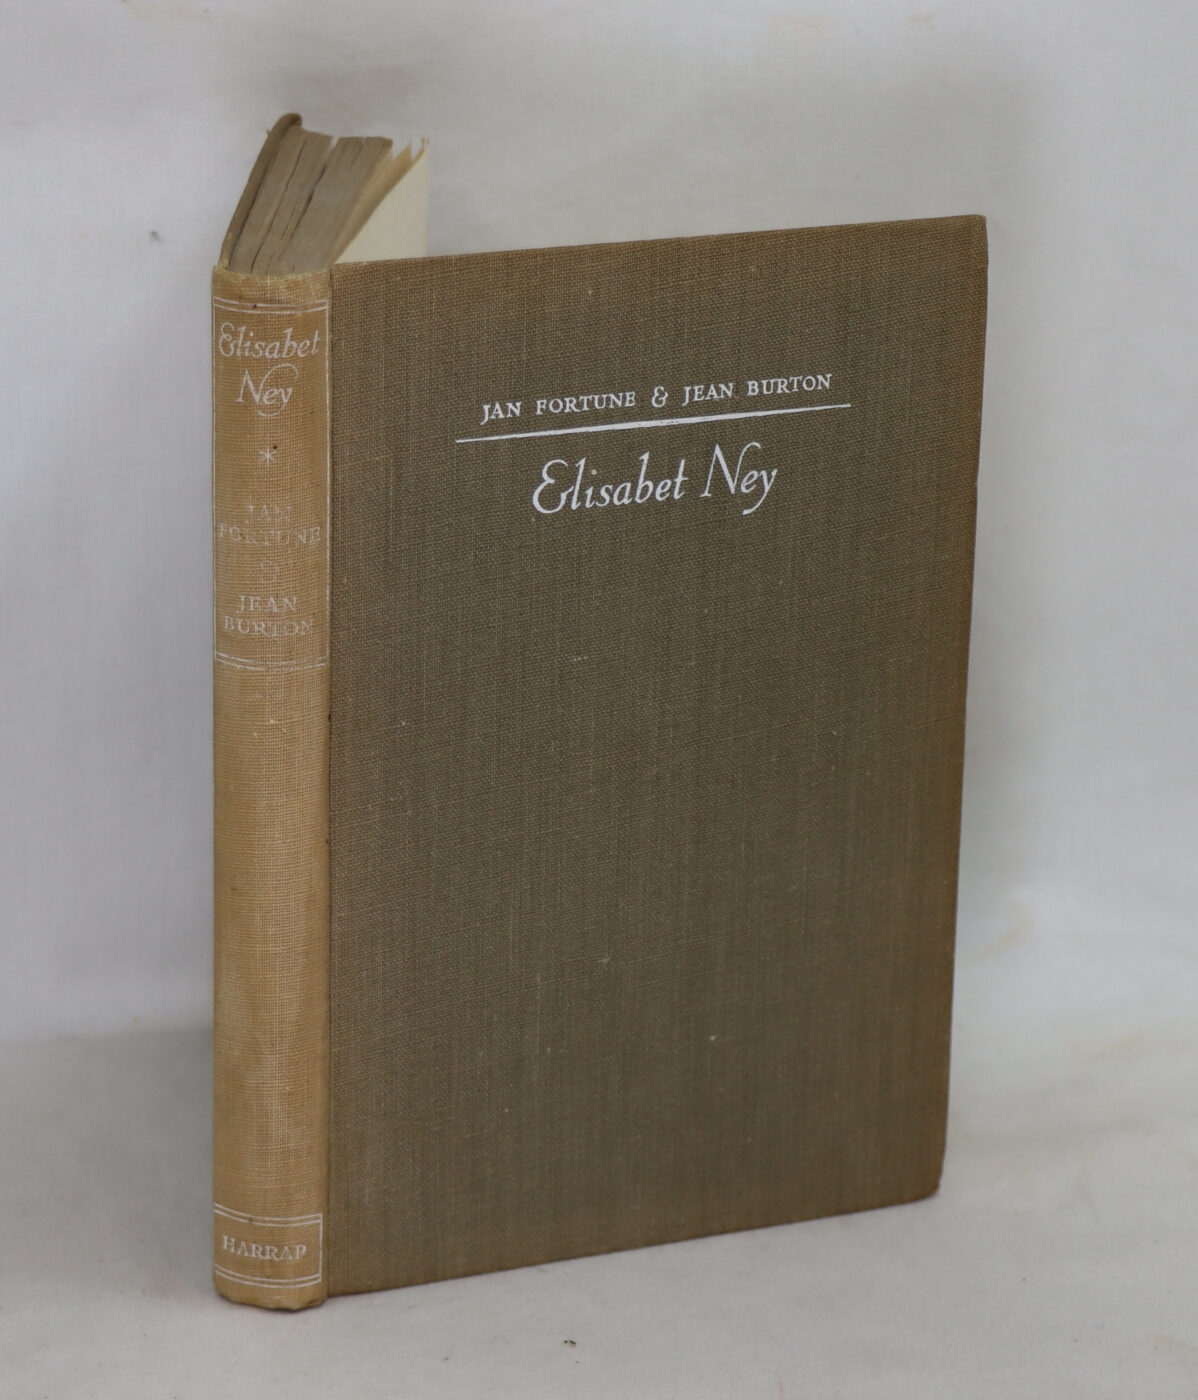 Elisabet
Ney
*
JAN
FORTUNE
&
JEAN
BURTON
HARRAP
JAN FORTUNE & JEAN BURTON
Elisabet Ney